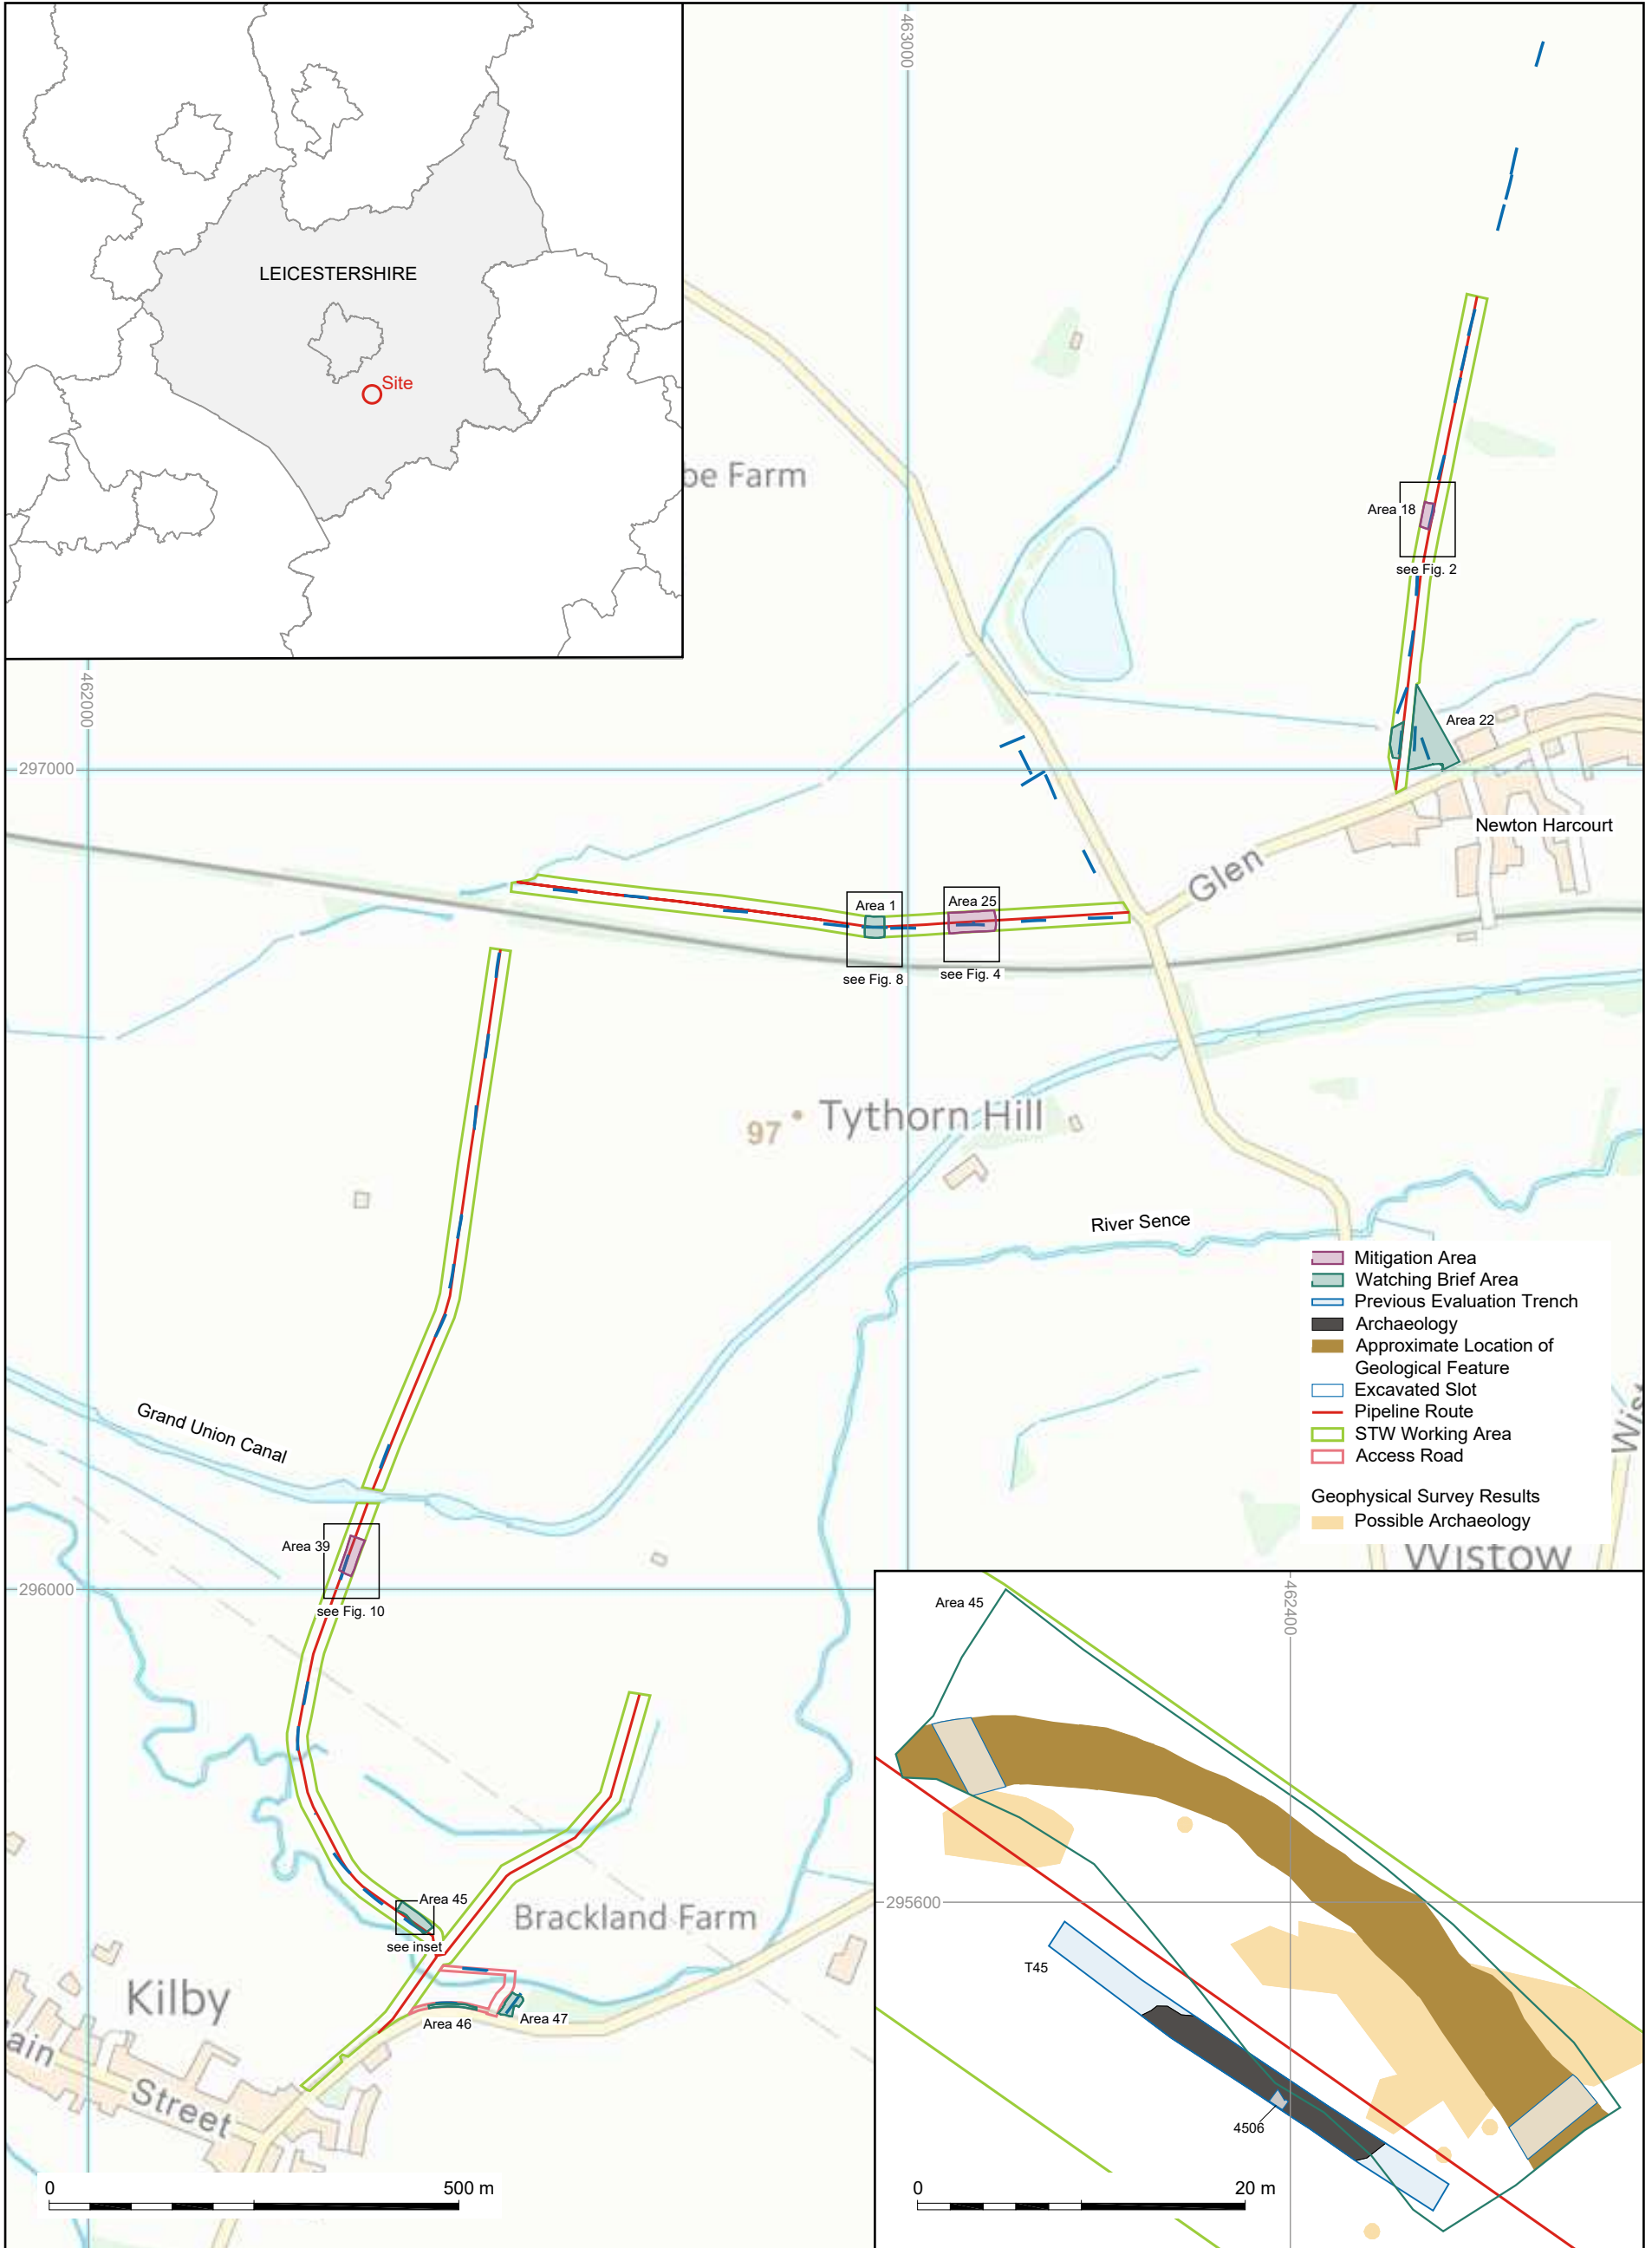 LEICESTERSHIRE
Site
463000
462000
297000
296000
Farm
Area 18
see Fig. 2
Area 22
Newton Harcourt
Glen
Area 1
see Fig. 8
Area 25
see Fig. 4
97
Tythorn Hill
River Sence
Grand Union Canal
Area 39
see Fig. 10
Area 45
see inset
Brackland Farm
Kilby
Area 46
Area 47
Street
0 500 m
Mitigation Area
Watching Brief Area
Previous Evaluation Trench
Archaeology
Approximate Location of
Geological Feature
Excavated Slot
Pipeline Route
STW Working Area
Access Road
Geophysical Survey Results
Possible Archaeology
Wistow
Area 45
462400
295600
T45
4506
0 20 m